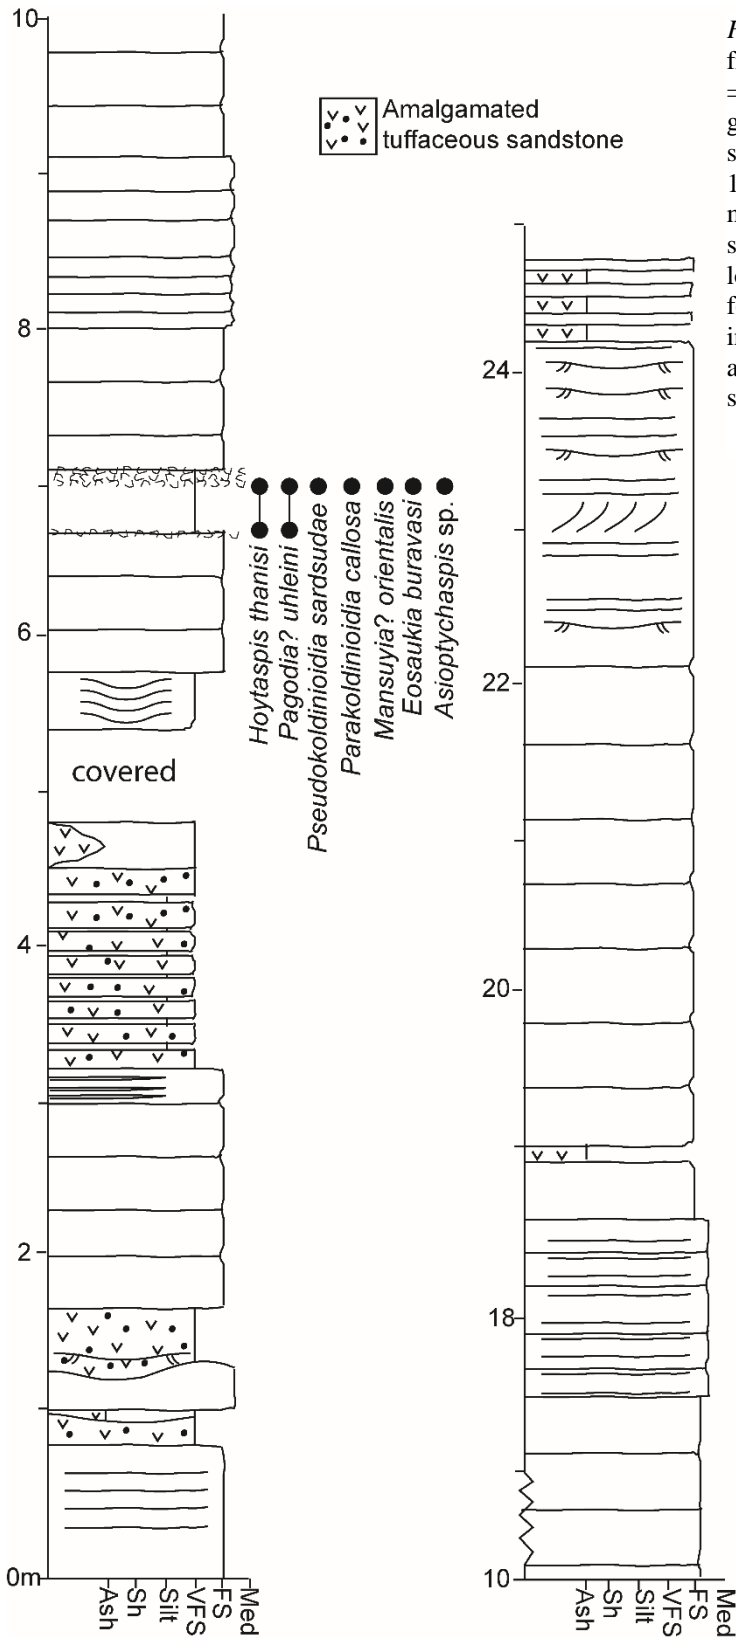 10
8
6
4
2
0m
covered
Ash
Sh
Silt
VFS
FS
Med
Amalgamated
tuffaceous sandstone
Hoytaspis thanisi
Pagodia? uhleini
Pseudokoldinioidia sardsudae
Parakoldinioidia callosa
Mansuyia? orientalis
Eosaukia buravasi
Asioptychaspis sp.
24
22
20
18
10
Ash
Sh
Silt
VFS
FS
Med